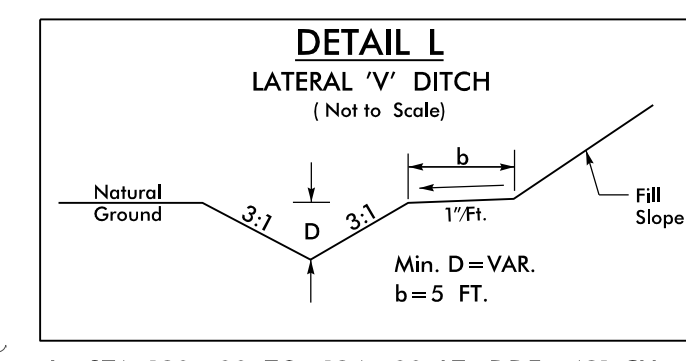 DETAIL L
LATERAL 'V' DITCH
( Not to Scale)
b
Natural
Ground
3:1
D
3:1
1"/Ft.
Fill
Slope
Min. D = VAR.
b = 5 FT.